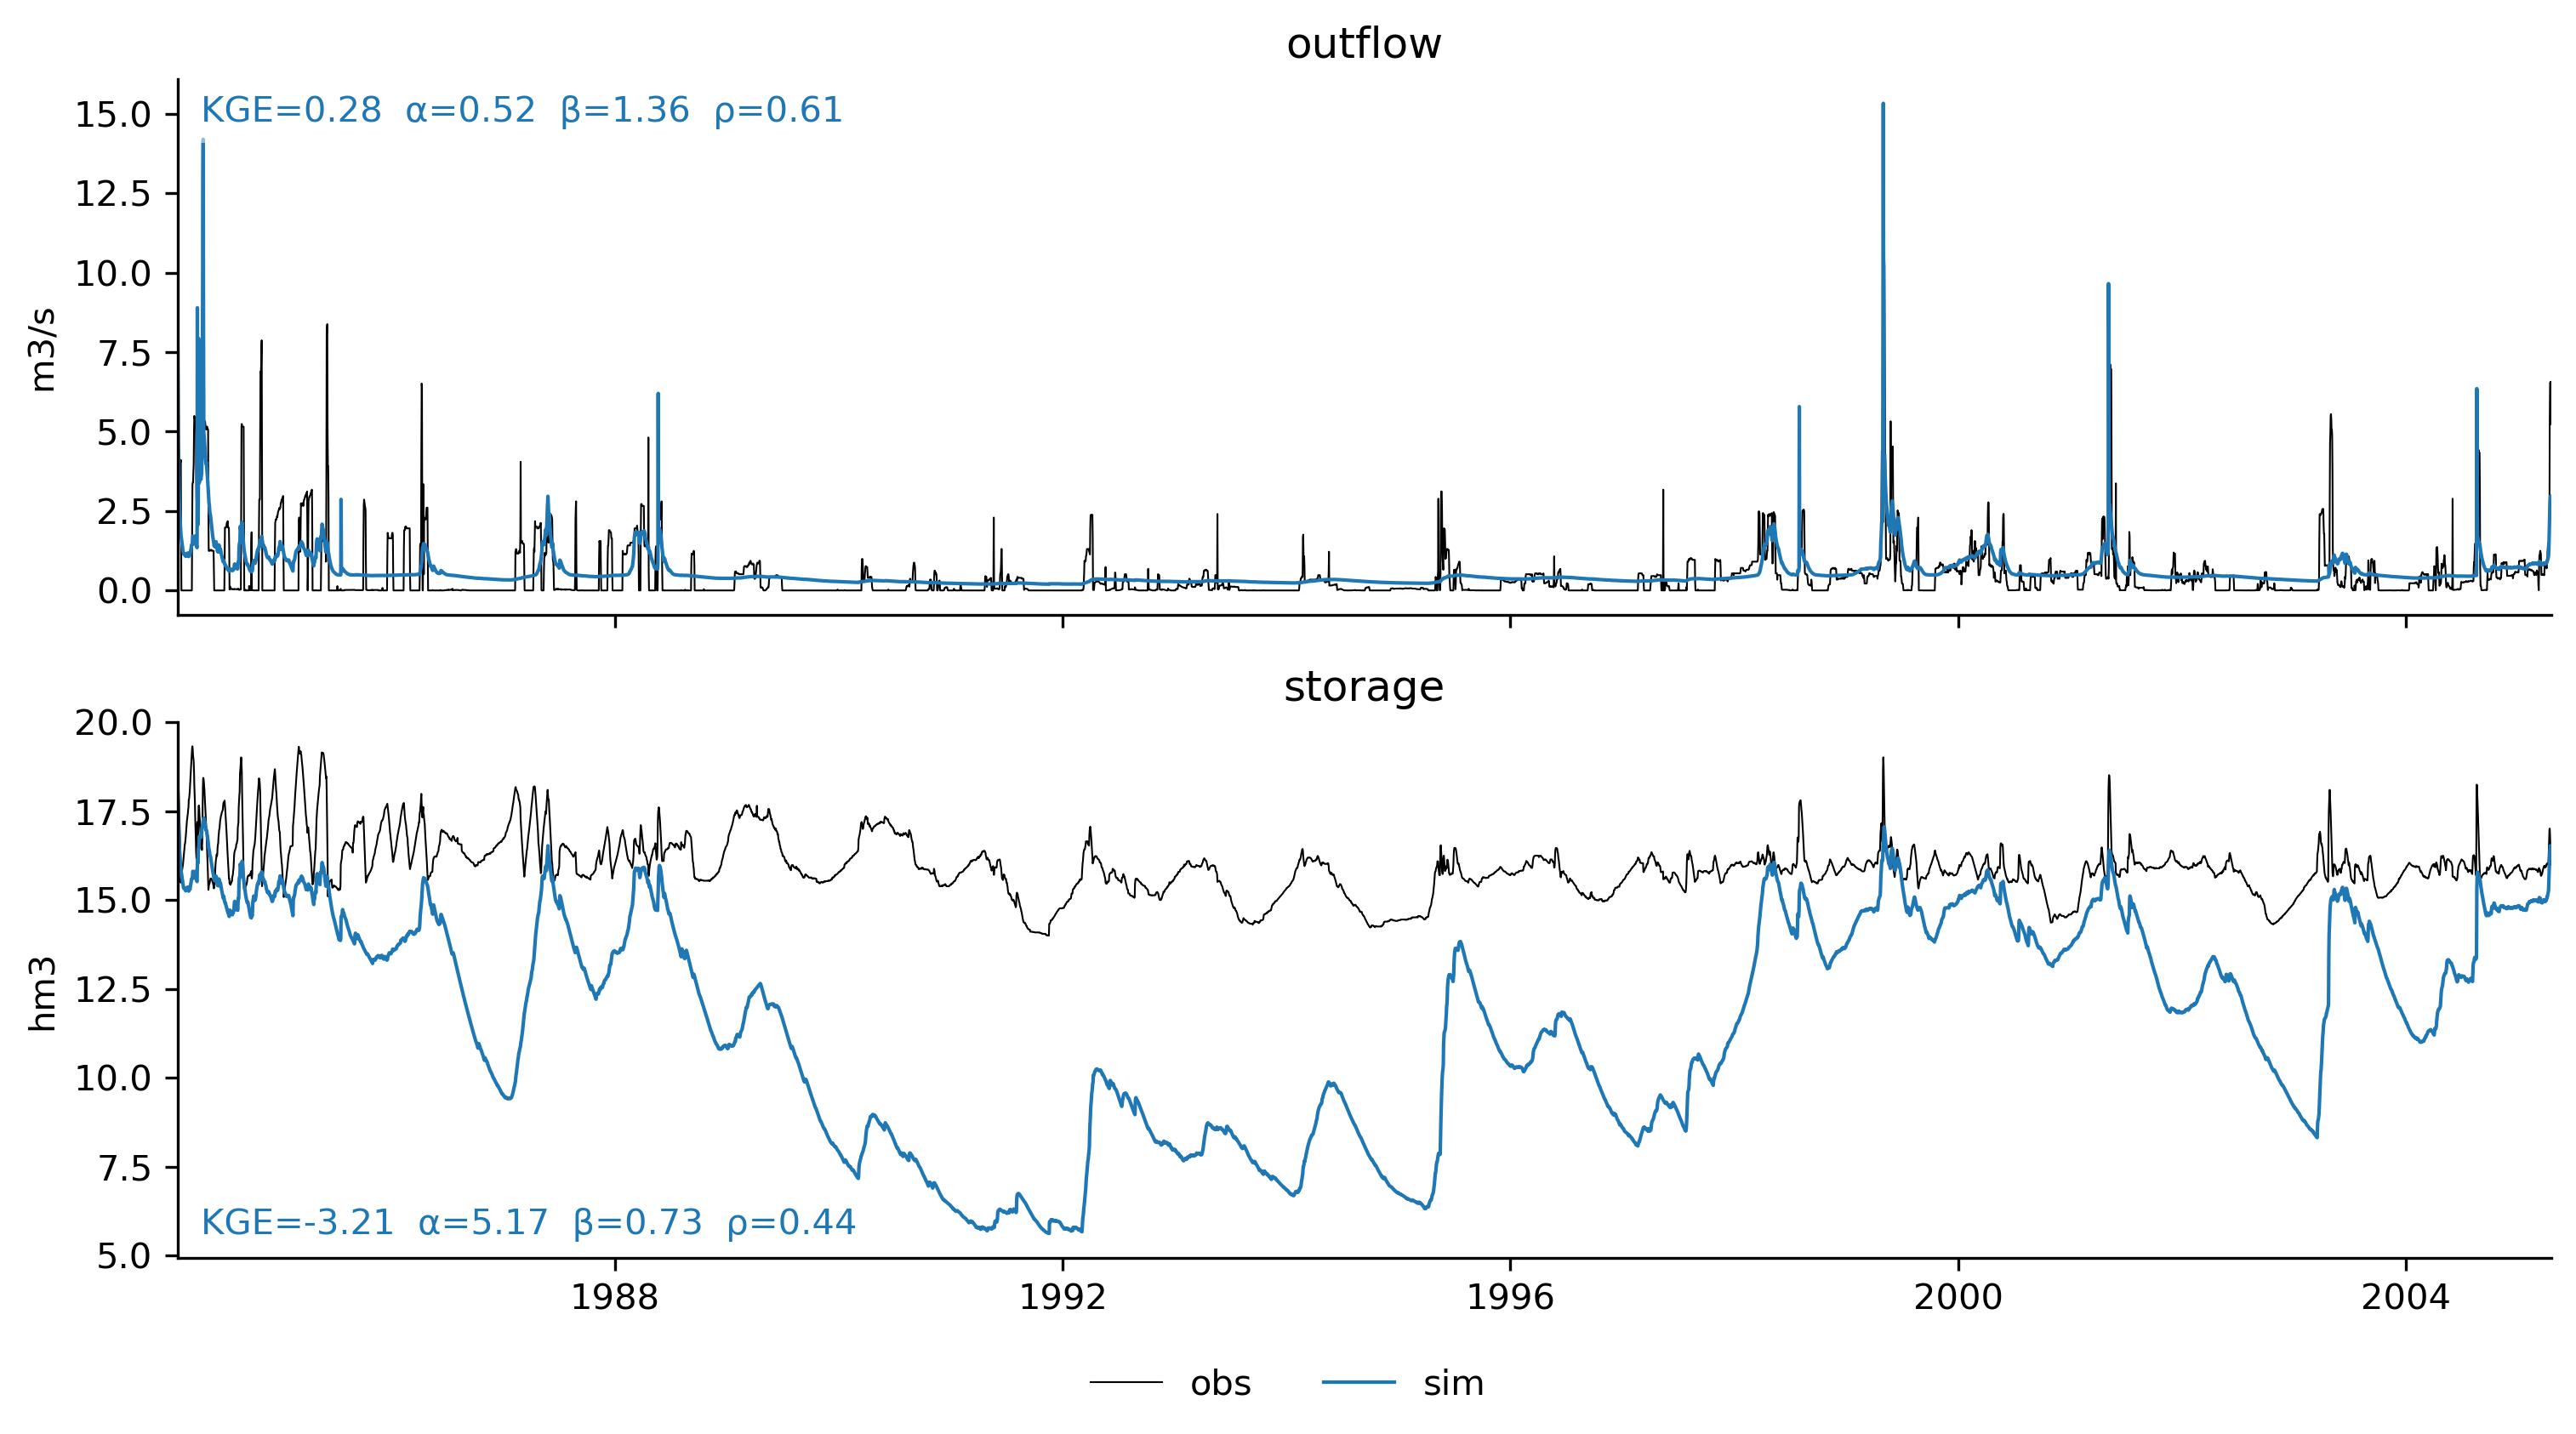 outflow
KGE=0.28 α=0.52 β=1.36 ρ=0.61
15.0
12.5
10.0
7.5
5.0
2.5
0.0
m3/s
storage
20.0
17.5
15.0
12.5
10.0
7.5
5.0
hm3
KGE=-3.21 α=5.17 β=0.73 ρ=0.44
1988 1992 1996 2000 2004
obs sim